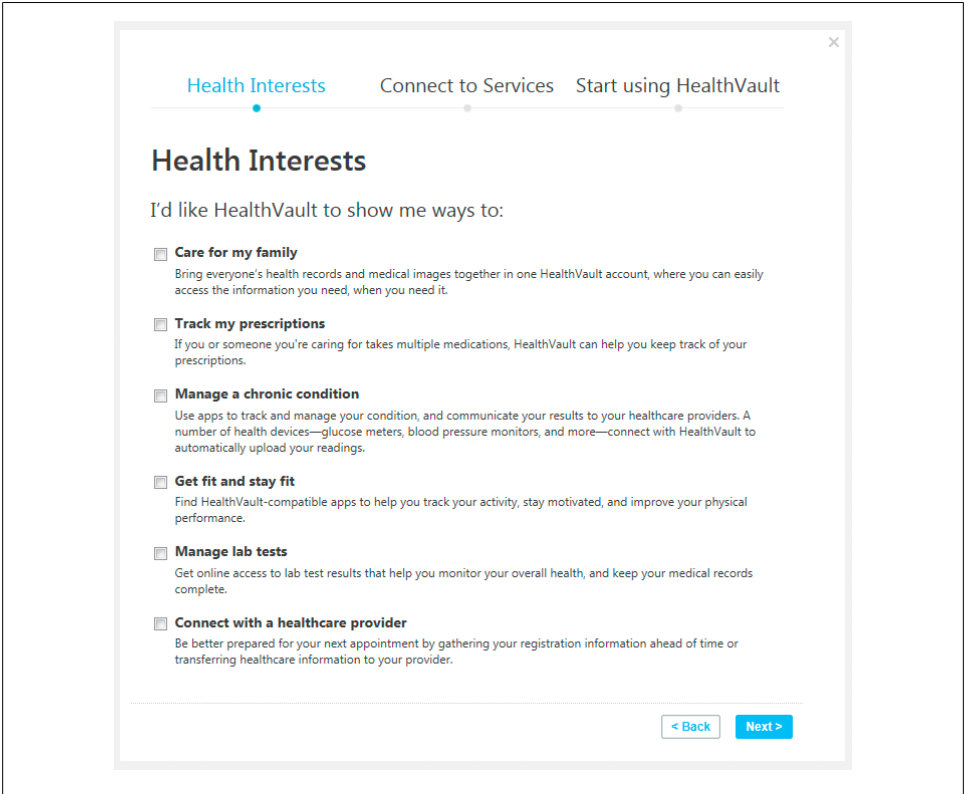 Health Interests Connect to Services Start using HealthVault
Health Interests
I'd like HealthVault to show me ways to:
Care for my family
Bring everyone's health records and medical images together in one HealthVault account, where you can easily
access the information you need, when you need it.
Track my prescriptions
If you or someone you're caring for takes multiple medications, HealthVault can help you keep track of your
prescriptions.
Manage a chronic condition
Use apps to track and manage your condition, and communicate your results to your healthcare providers. A
number of health devices—glucose meters, blood pressure monitors, and more—connect with HealthVault to
automatically upload your readings.
Get fit and stay fit
Find HealthVault-compatible apps to help you track your activity, stay motivated, and improve your physical
performance.
Manage lab tests
Get online access to lab test results that help you monitor your overall health, and keep your medical records
complete.
Connect with a healthcare provider
Be better prepared for your next appointment by gathering your registration information ahead of time or
transferring healthcare information to your provider.
< Back Next >